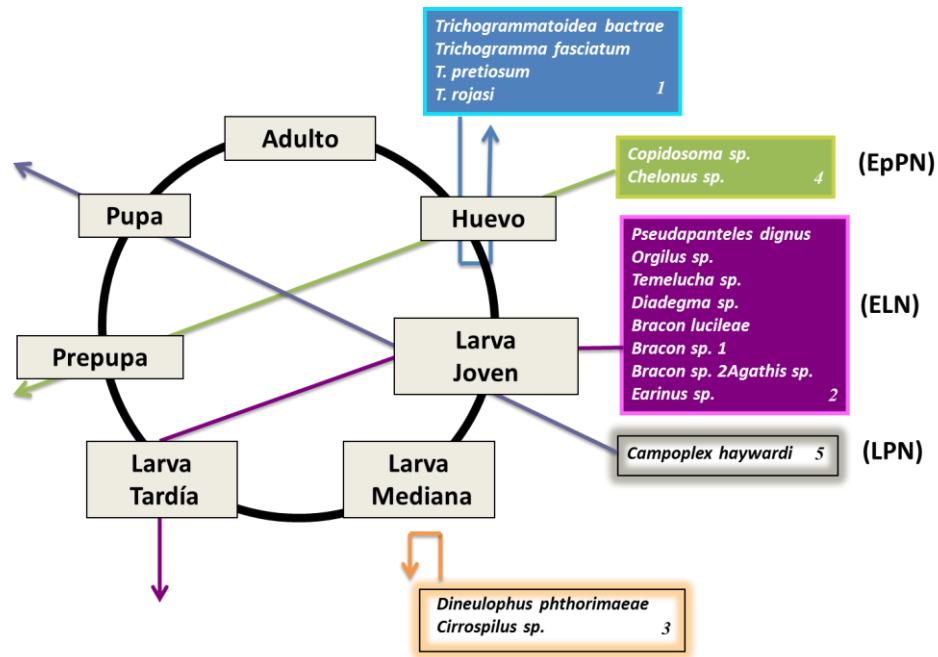 Trichogrammatoidea bactrae
Trichogramma fasciatum
T. pretiosum
T. rojasi
1
Adulto
Copidosoma sp.
Chelonus sp.
4
(EpPN)
Pupa
Huevo
Pseudapanteles dignus
Orgilus sp.
Temelucha sp.
Diadegma sp.
Bracon lucileae
Bracon sp. 1
Bracon sp. 2Agathis sp.
Earinus sp.
2
(ELN)
Prepupa
Larva
Joven
Larva
Tardía
Larva
Mediana
Campoplex haywardi 5
(LPN)
Dineulophus phthorimaeae
Cirrospilus sp.
3